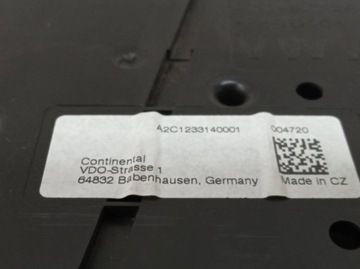 A2C1233140001 004720
Continental
VDO-Strasse 1
64832 Babenhausen, Germany Made in CZ